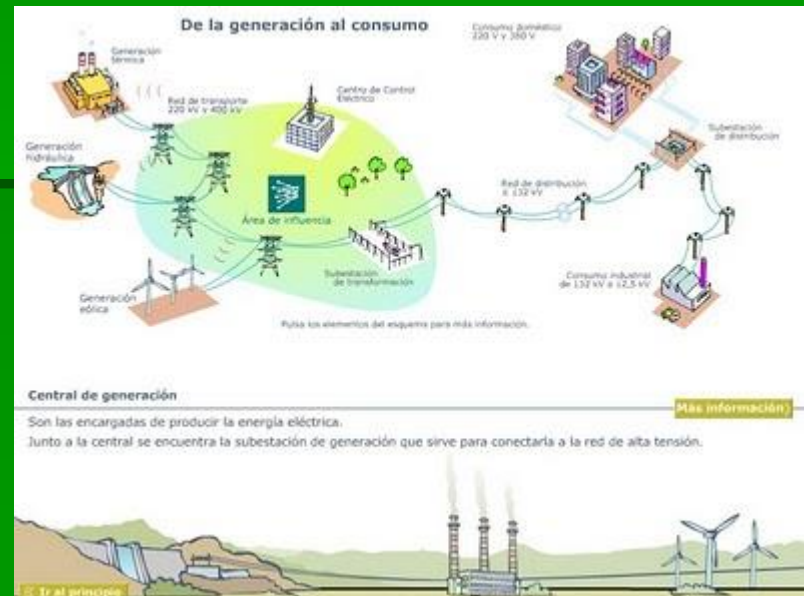 De la generación al consumo
Generación
térmica
Red de transporte
220 kV y 400 kV
Centro de Control
Eléctrico
Consumo doméstico
220 V y 380 V
Generación
hidráulica
Subestación
de distribución
Red de distribución
≤ 132 kV
Área de influencia
Subestación
de transformación
Consumo industrial
de 132 kV a 12,5 kV
Generación
eólica
Pulsa los elementos del esquema para más información.
Central de generación
Más información
Son las encargadas de producir la energía eléctrica.
Junto a la central se encuentra la subestación de generación que sirve para conectarla a la red de alta tensión.
Ir al principio